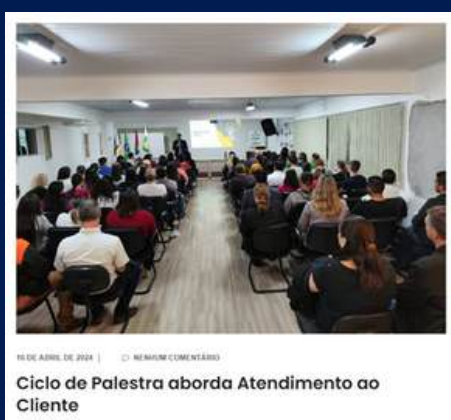 16 DE ABRIL DE 2024 | NENHUM COMENTÁRIO
Ciclo de Palestra aborda Atendimento ao
Cliente